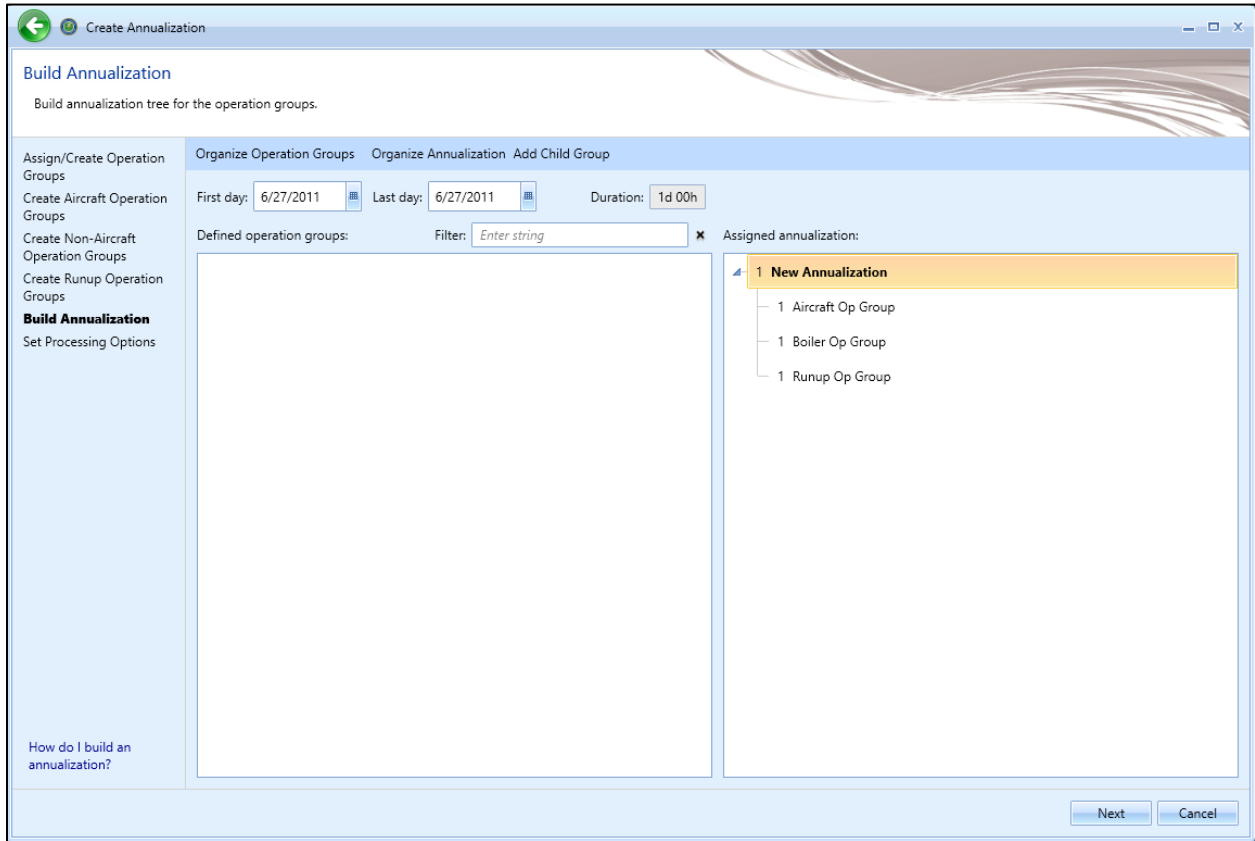 Create Annualization
Build Annualization
Build annualization tree for the operation groups.
Assign/Create Operation
Groups
Create Aircraft Operation
Groups
Create Non-Aircraft
Operation Groups
Create Runup Operation
Groups
Build Annualization
Set Processing Options
How do I build an
annualization?
Organize Operation Groups Organize Annualization Add Child Group
First day: 6/27/2011 Last day: 6/27/2011 Duration: 1d 00h
Defined operation groups: Filter: Enter string Assigned annualization:
1 New Annualization
1 Aircraft Op Group
1 Boiler Op Group
1 Runup Op Group
Next Cancel